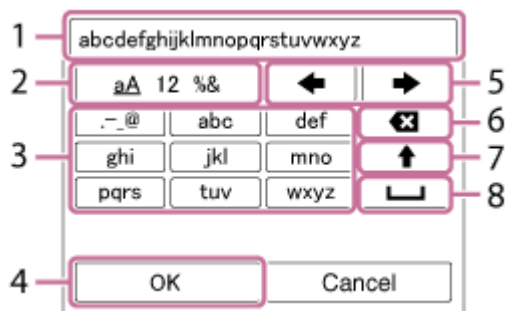 1 abcdefghijklmnopqrstuvwxyz
2 aA 12 %& 5
.-_@ abc def 6
3 ghi jkl mno 7
pqrs tuv wxyz 8
4 OK Cancel